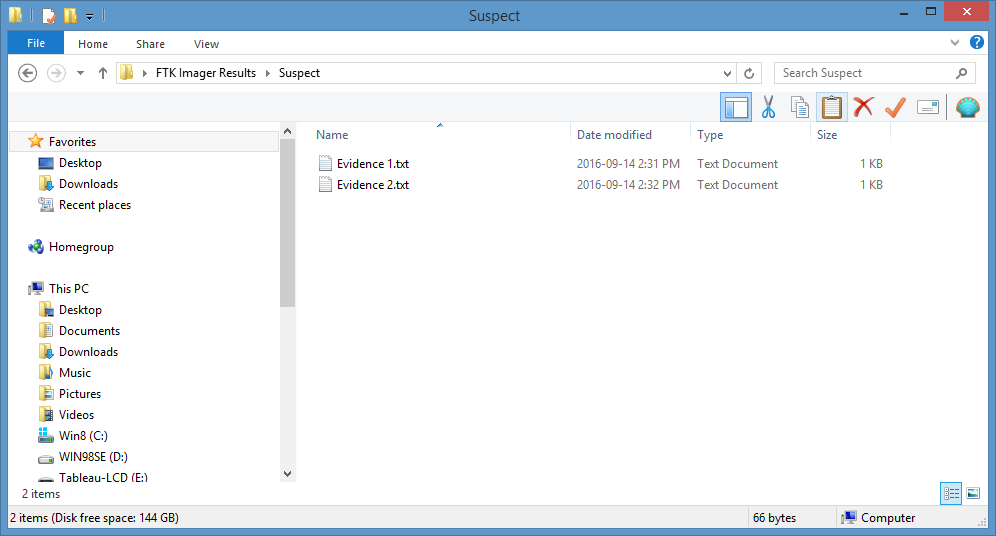 Suspect
File Home Share View
FTK Imager Results Suspect
Search Suspect
Name Date modified Type Size
Favorites
Desktop
Downloads
Recent places
Homegroup
This PC
Desktop
Documents
Downloads
Music
Pictures
Videos
Win8 (C:)
WIN98SE (D:)
Tableau-LCD (E:)
Evidence 1.txt 2016-09-14 2:31 PM Text Document 1 KB
Evidence 2.txt 2016-09-14 2:32 PM Text Document 1 KB
2 items
2 items (Disk free space: 144 GB) 66 bytes Computer